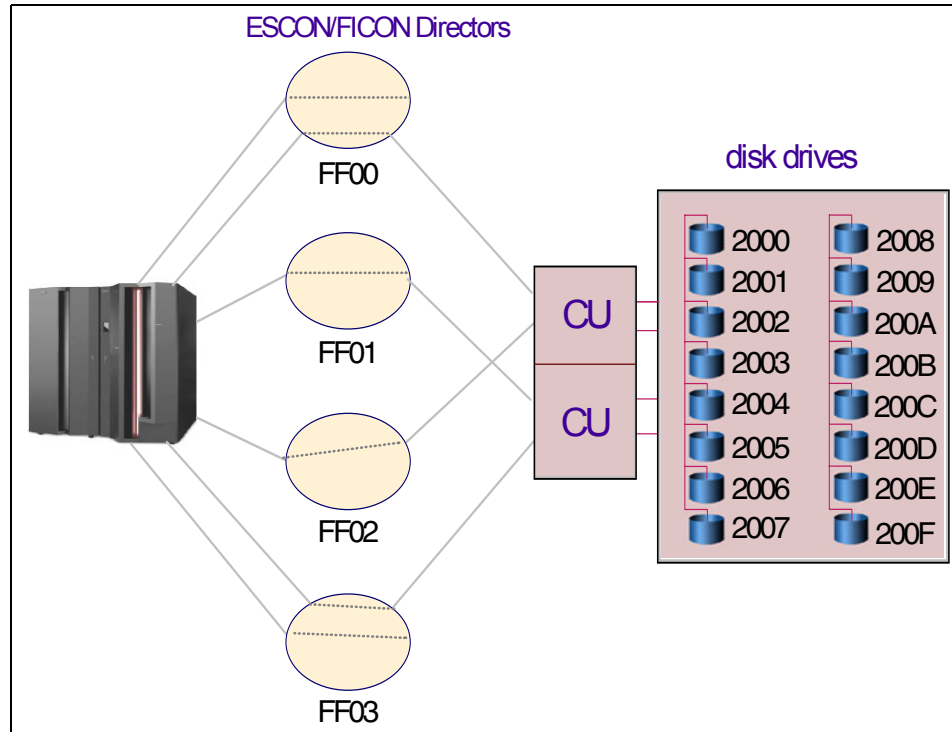 ESCON/FICON Directors
FF00
FF01
FF02
FF03
CU
CU
disk drives
2000
2001
2002
2003
2004
2005
2006
2007
2008
2009
200A
200B
200C
200D
200E
200F